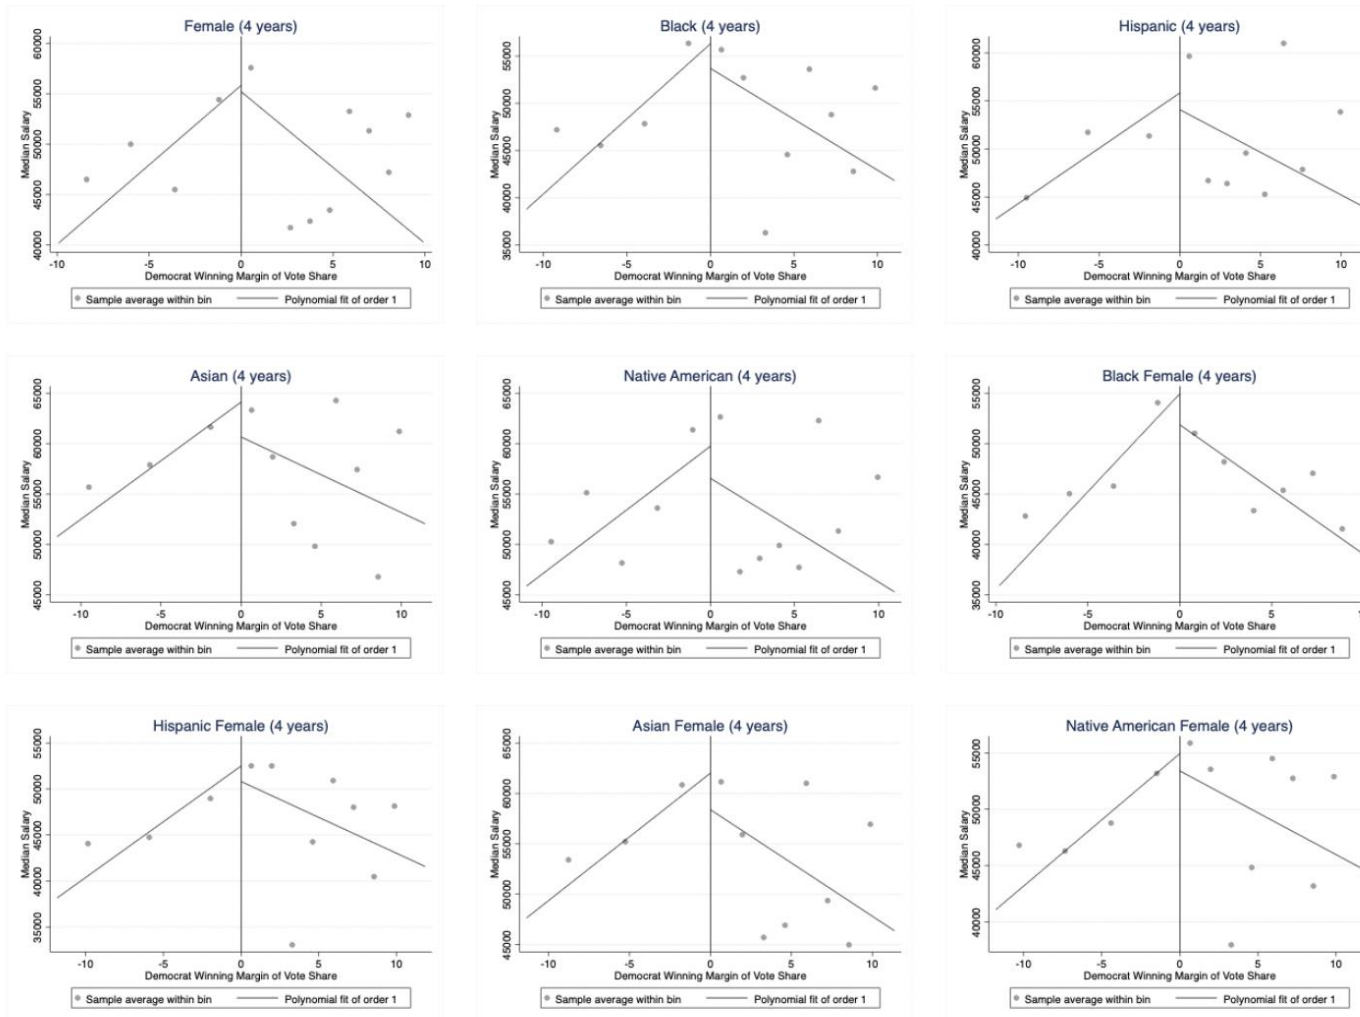 Female (4 years)
Median Salary
60000
55000
50000
45000
40000
-10 -5 0 5 10
Democrat Winning Margin of Vote Share
Sample average within bin Polynomial fit of order 1
Black (4 years)
Median Salary
55000
50000
45000
40000
35000
-10 -5 0 5 10
Democrat Winning Margin of Vote Share
Sample average within bin Polynomial fit of order 1
Hispanic (4 years)
Median Salary
60000
55000
50000
45000
40000
-10 -5 0 5 10
Democrat Winning Margin of Vote Share
Sample average within bin Polynomial fit of order 1
Asian (4 years)
Median Salary
65000
60000
55000
50000
45000
-10 -5 0 5 10
Democrat Winning Margin of Vote Share
Sample average within bin Polynomial fit of order 1
Native American (4 years)
Median Salary
65000
60000
55000
50000
45000
-10 -5 0 5 10
Democrat Winning Margin of Vote Share
Sample average within bin Polynomial fit of order 1
Black Female (4 years)
Median Salary
55000
50000
45000
40000
35000
-10 -5 0 5
Democrat Winning Margin of Vote Share
Sample average within bin Polynomial fit of order 1
Hispanic Female (4 years)
Median Salary
55000
50000
45000
40000
35000
-10 -5 0 5 10
Democrat Winning Margin of Vote Share
Sample average within bin Polynomial fit of order 1
Asian Female (4 years)
Median Salary
65000
60000
55000
50000
45000
-10 -5 0 5 10
Democrat Winning Margin of Vote Share
Sample average within bin Polynomial fit of order 1
Native American Female (4 years)
Median Salary
55000
50000
45000
40000
-10 -5 0 5 10
Democrat Winning Margin of Vote Share
Sample average within bin Polynomial fit of order 1